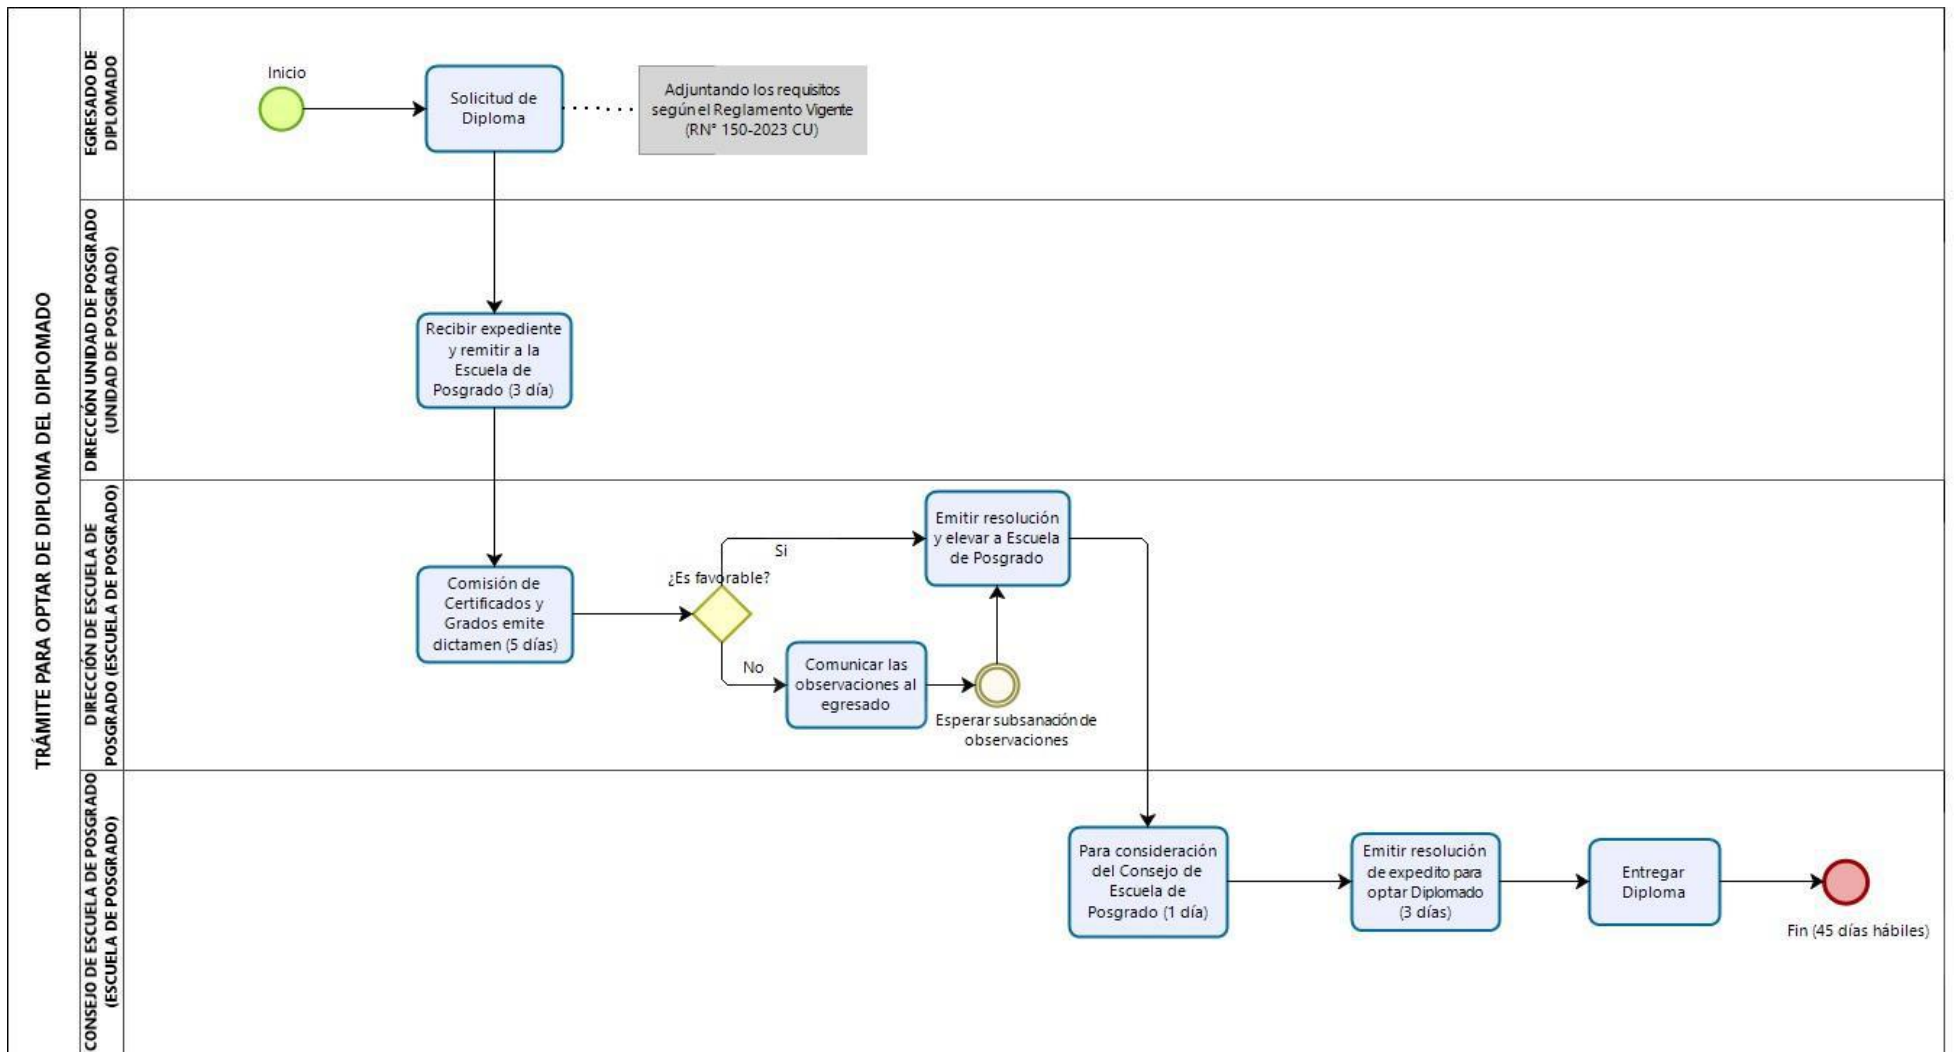 TRÁMITE PARA OPTAR DE DIPLOMA DEL DIPLOMADO
EGRESADO DE
DIPLOMADO
Inicio
Solicitud de
Diploma
Adjuntando los requisitos
según el Reglamento Vigente
(RN° 150-2023 CU)
DIRECCIÓN UNIDAD DE POSGRADO
(UNIDAD DE POSGRADO)
Recibir expediente
y remitir a la
Escuela de
Posgrado (3 día)
DIRECCIÓN DE ESCUELA DE
POSGRADO (ESCUELA DE POSGRADO)
Comisión de
Certificados y
Grados emite
dictamen (5 días)
¿Es favorable?
Si
No
Emitir resolución
y elevar a Escuela
de Posgrado
Comunicar las
observaciones al
egresado
Esperar subsanación de
observaciones
CONSEJO DE ESCUELA DE POSGRADO
(ESCUELA DE POSGRADO)
Para consideración
del Consejo de
Escuela de
Posgrado (1 día)
Emitir resolución
de expedito para
optar Diplomado
(3 días)
Entregar
Diploma
Fin (45 días hábiles)